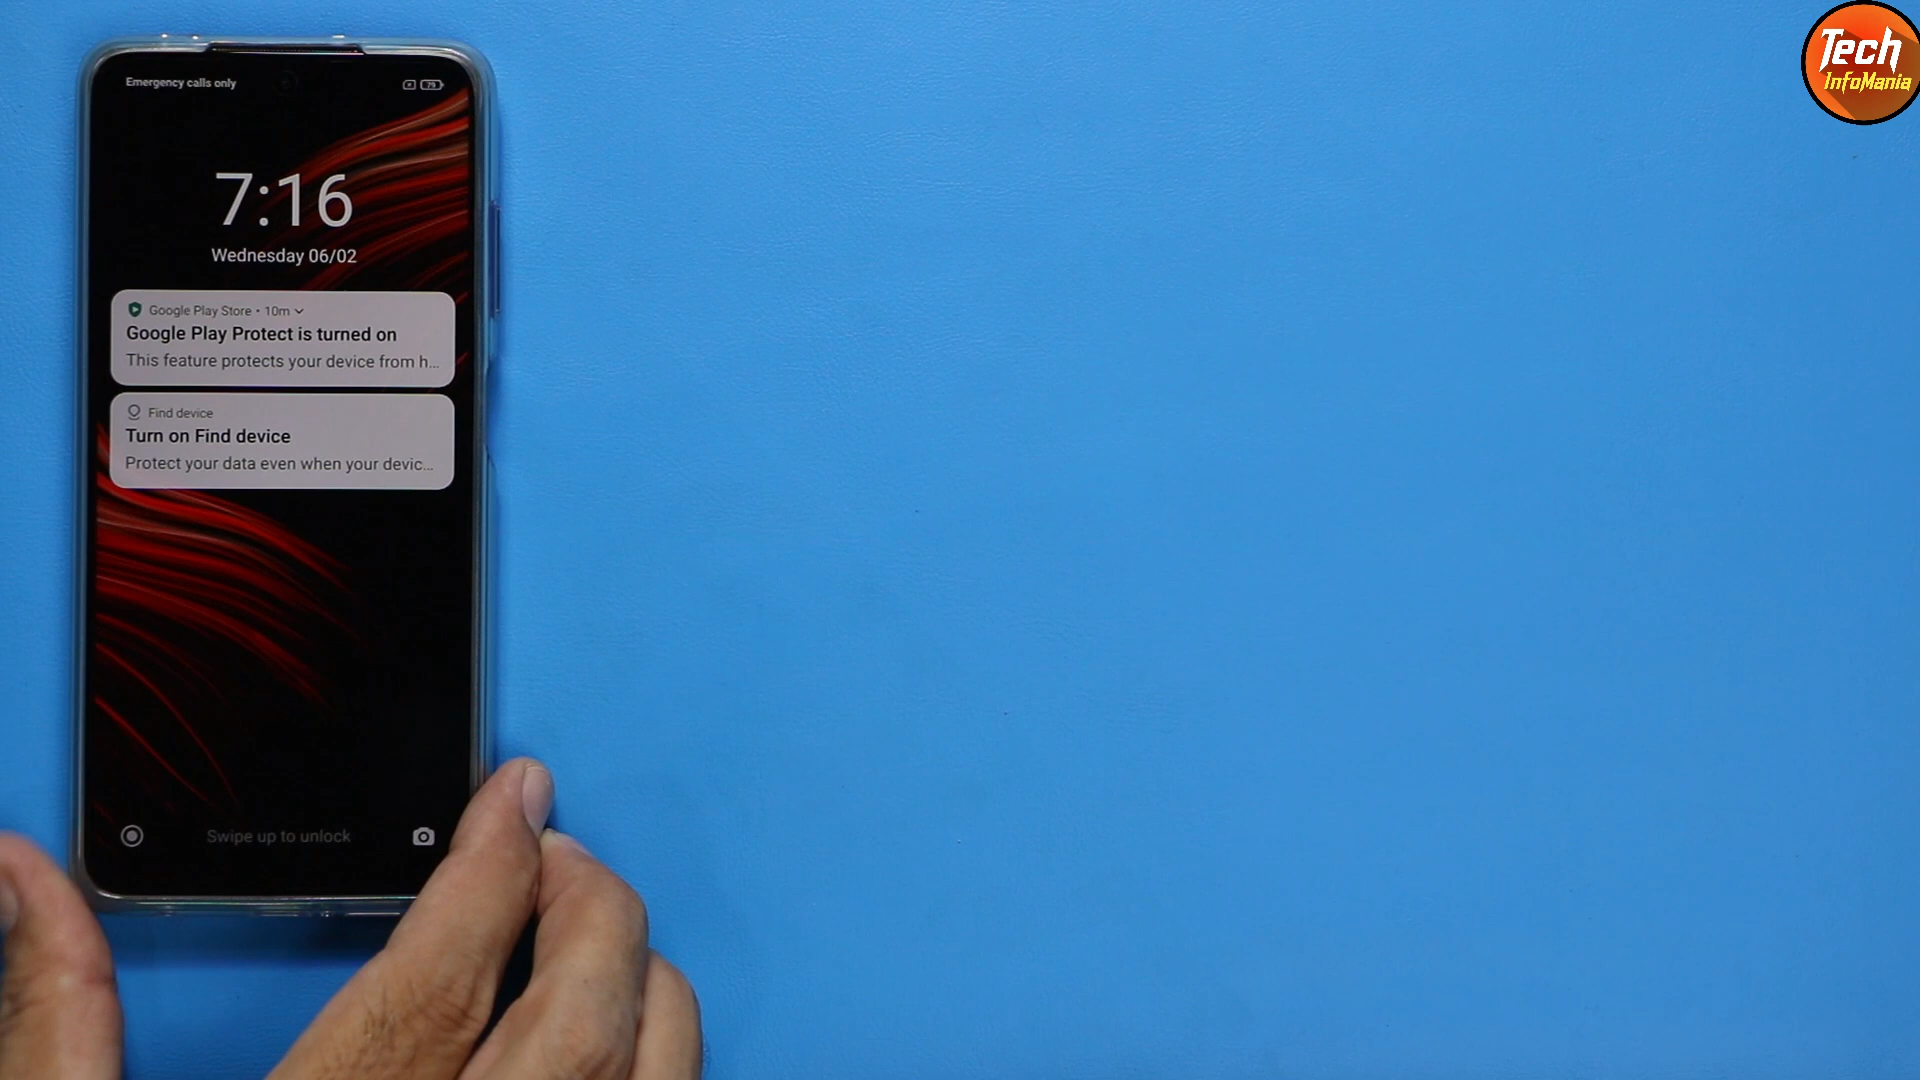 Emergency calls only
79
7:16
Wednesday 06/02
Google Play Store • 10m
Google Play Protect is turned on
This feature protects your device from h...
Find device
Turn on Find device
Protect your data even when your devic...
Swipe up to unlock
Tech
InfoMania